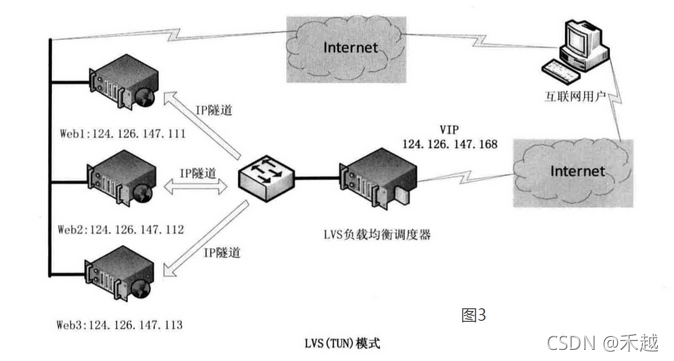 Internet
互联网用户
IP隧道
Web1:124.126.147.111
VIP
124.126.147.168
Internet
IP隧道
Web2:124.126.147.112
LVS负载均衡调度器
IP隧道
Web3:124.126.147.113
图3
LVS(TUN)模式
CSDN @禾越